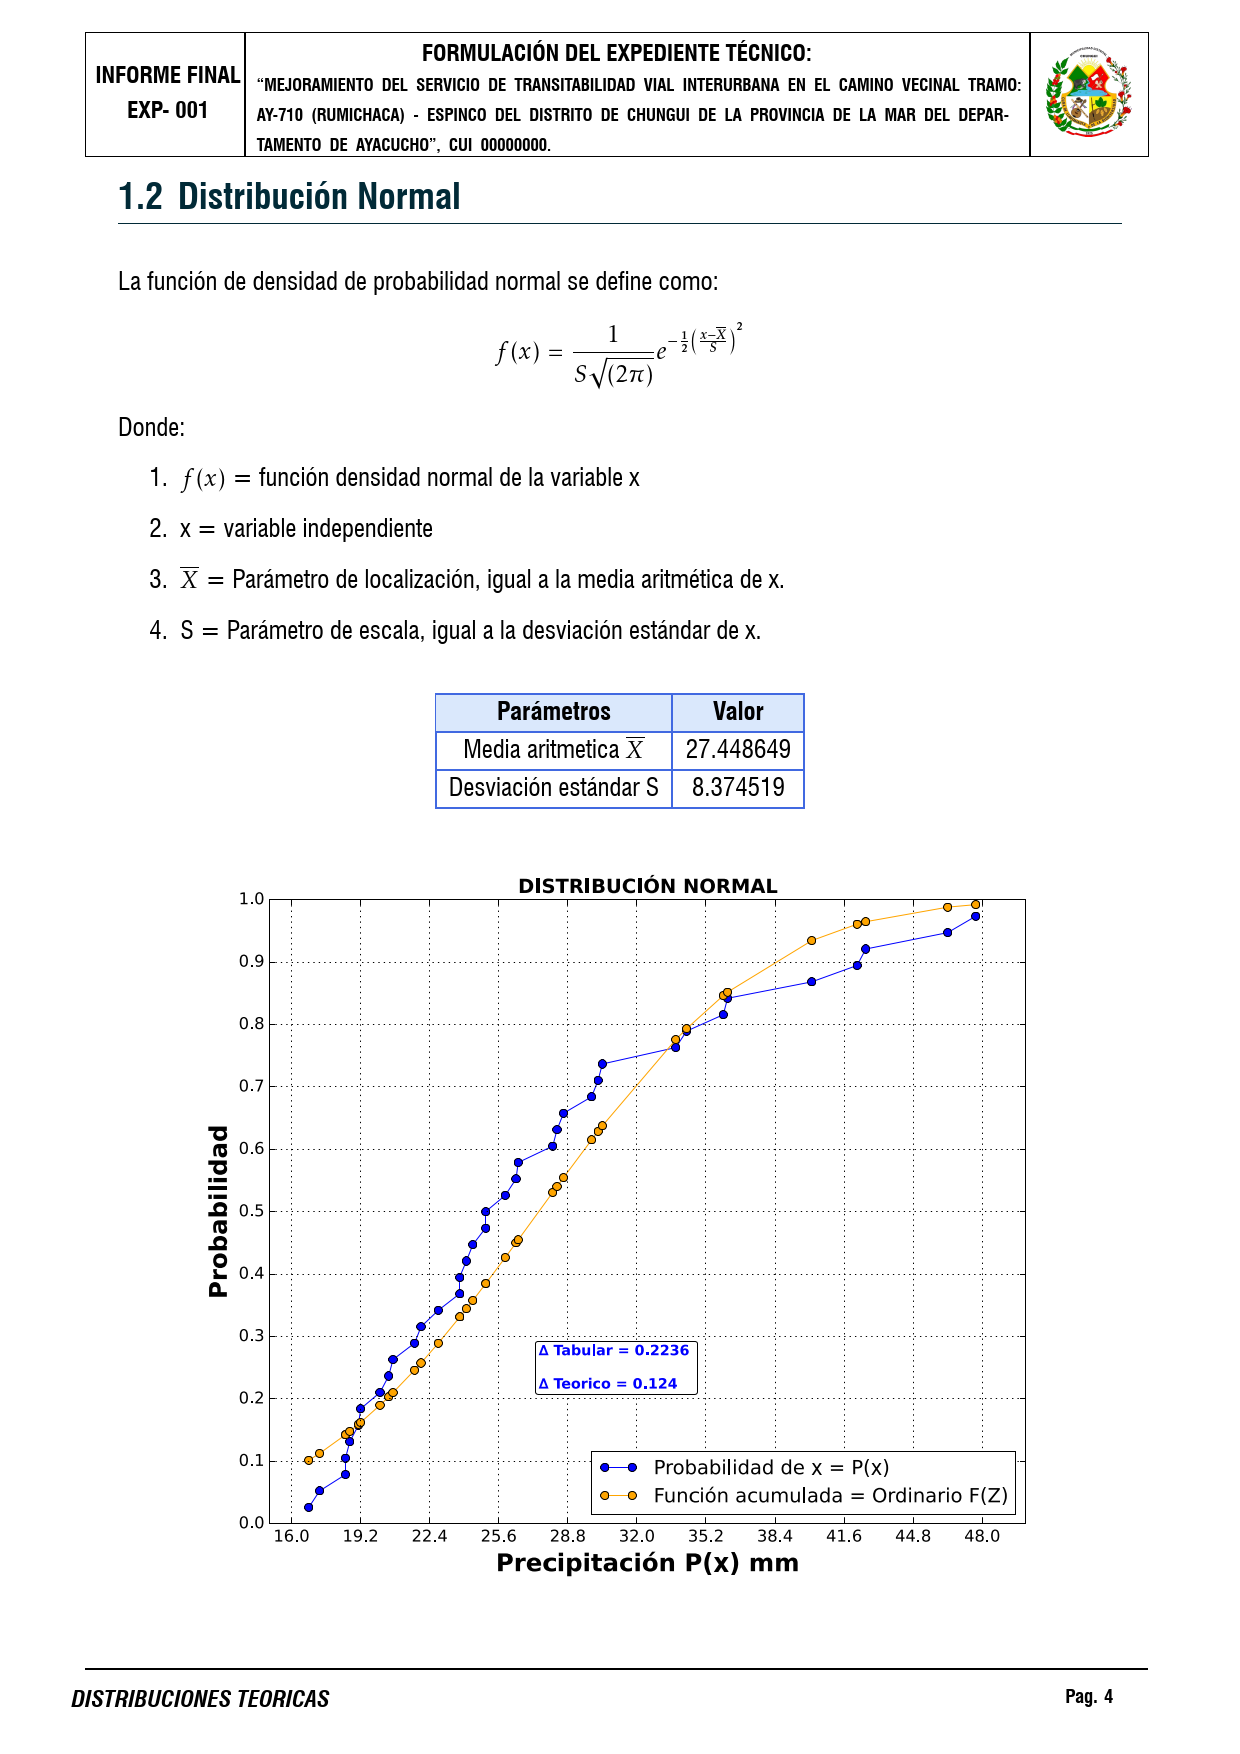 INFORME FINAL
EXP- 001
FORMULACIÓN DEL EXPEDIENTE TÉCNICO:
“MEJORAMIENTO DEL SERVICIO DE TRANSITABILIDAD VIAL INTERURBANA EN EL CAMINO VECINAL TRAMO:
AY-710 (RUMICHACA) - ESPINCO DEL DISTRITO DE CHUNGUI DE LA PROVINCIA DE LA MAR DEL DEPAR-
TAMENTO DE AYACUCHO”, CUI 00000000.
CHUNGUI
1.2 Distribución Normal
La función de densidad de probabilidad normal se define como:
f(x) = \frac{1}{S\sqrt{(2π)}} e^{-\frac{1}{2}\left(\frac{x-\overline{X}}{S}\right)^2}
Donde:
1. f(x) = función densidad normal de la variable x
2. x = variable independiente
3. \overline{X} = Parámetro de localización, igual a la media aritmética de x.
4. S = Parámetro de escala, igual a la desviación estándar de x.
Parámetros Valor
Media aritmetica \overline{X} 27.448649
Desviación estándar S 8.374519
DISTRIBUCIÓN NORMAL
1.0
0.9
0.8
0.7
0.6
0.5
0.4
0.3
0.2
0.1
0.0
Probabilidad
Δ Tabular = 0.2236
Δ Teorico = 0.124
Probabilidad de x = P(x)
Función acumulada = Ordinario F(Z)
16.0 19.2 22.4 25.6 28.8 32.0 35.2 38.4 41.6 44.8 48.0
Precipitación P(x) mm
DISTRIBUCIONES TEORICAS
Pag. 4